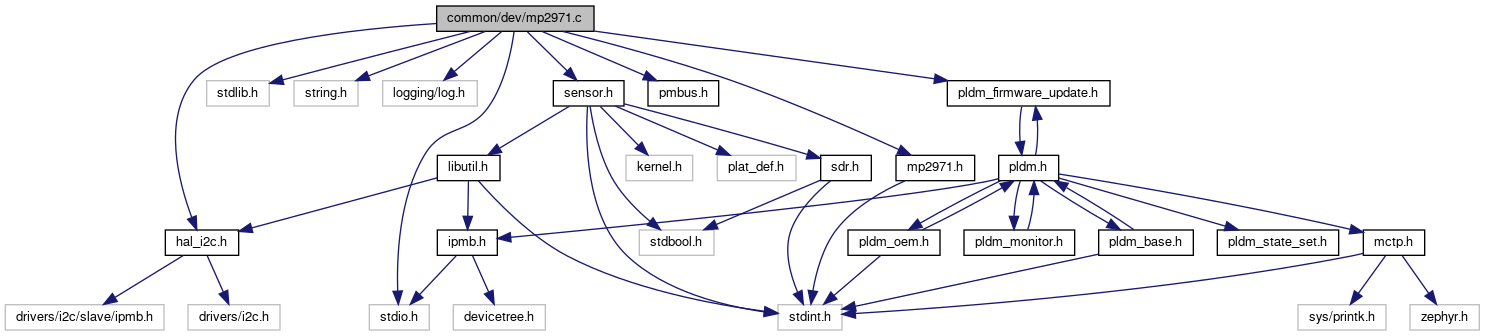 common/dev/mp2971.c
stdlib.h
string.h
logging/log.h
sensor.h
pmbus.h
pldm_firmware_update.h
libutil.h
kernel.h
plat_def.h
sdr.h
mp2971.h
pldm.h
hal_i2c.h
ipmb.h
stdbool.h
pldm_oem.h
pldm_monitor.h
pldm_base.h
pldm_state_set.h
mctp.h
drivers/i2c/slave/ipmb.h
drivers/i2c.h
stdio.h
devicetree.h
stdint.h
sys/printk.h
zephyr.h